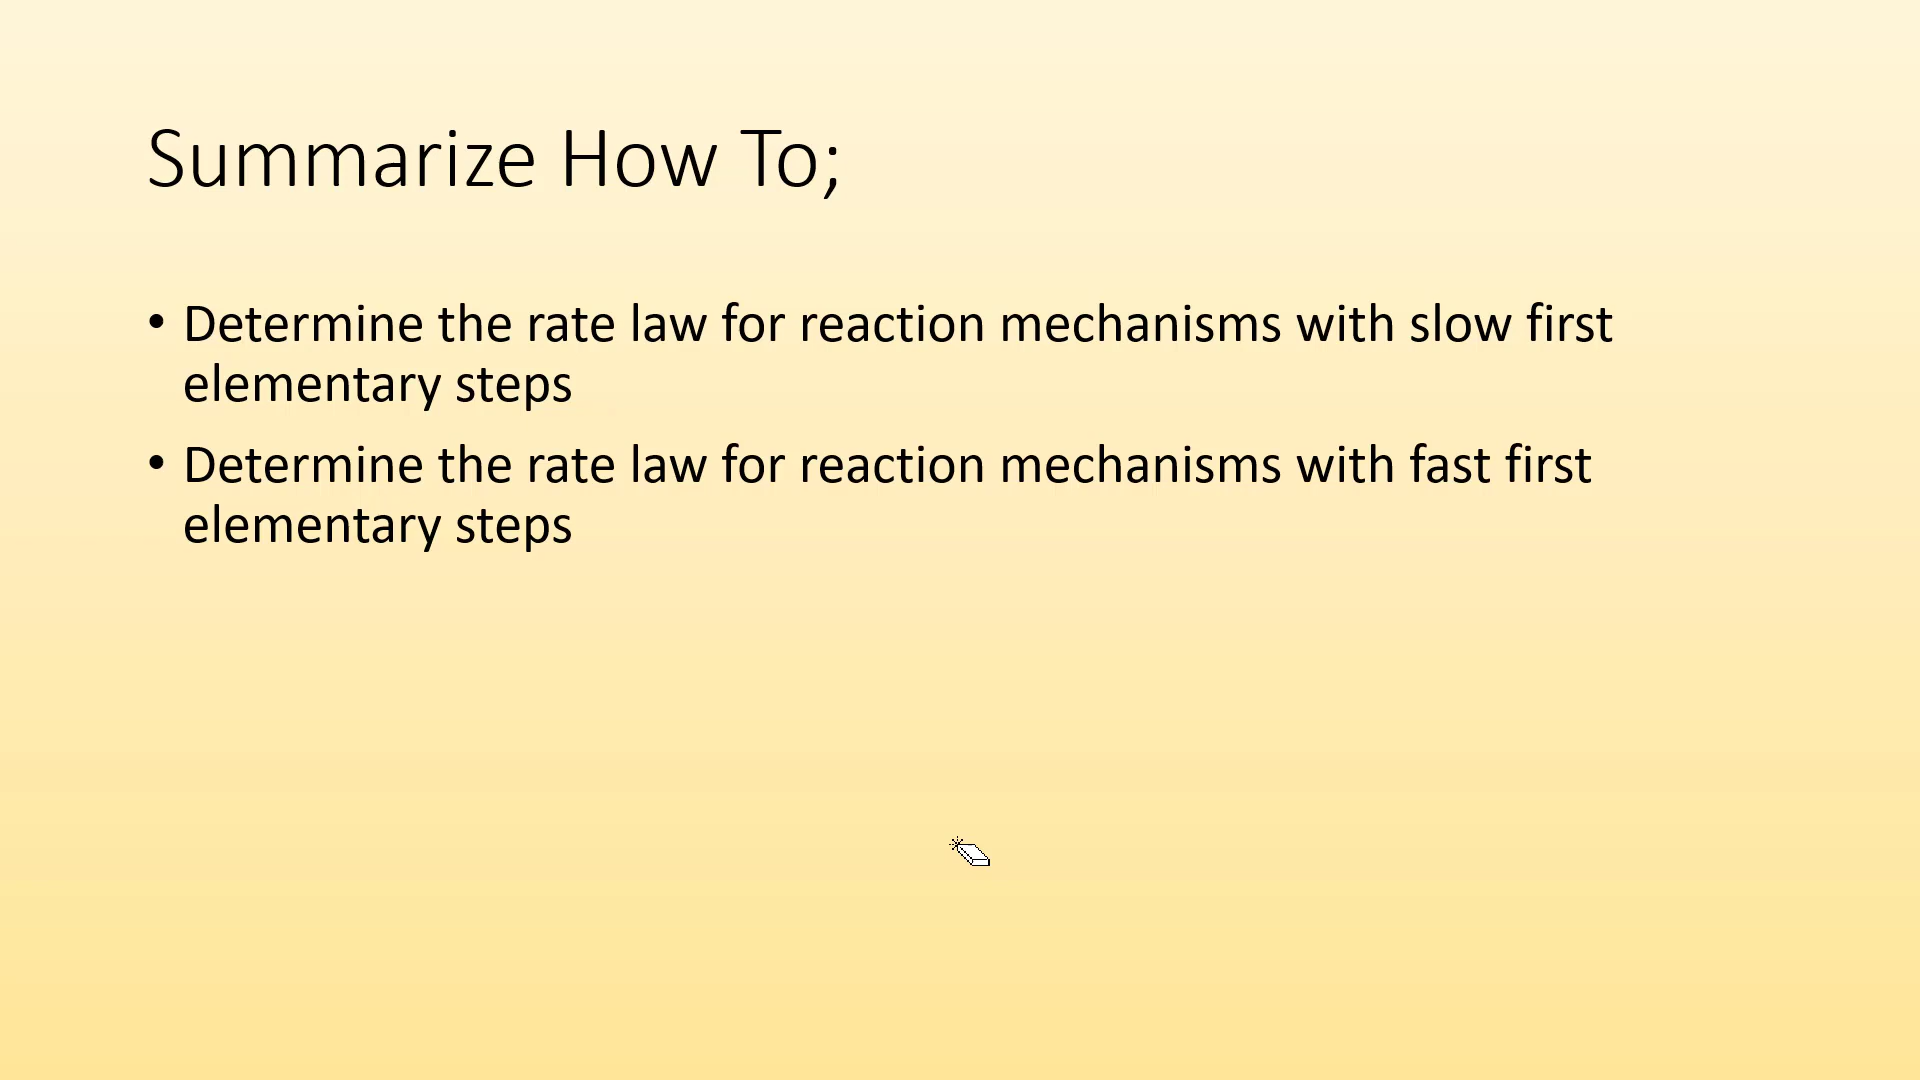 Summarize How To;
• Determine the rate law for reaction mechanisms with slow first
elementary steps
• Determine the rate law for reaction mechanisms with fast first
elementary steps